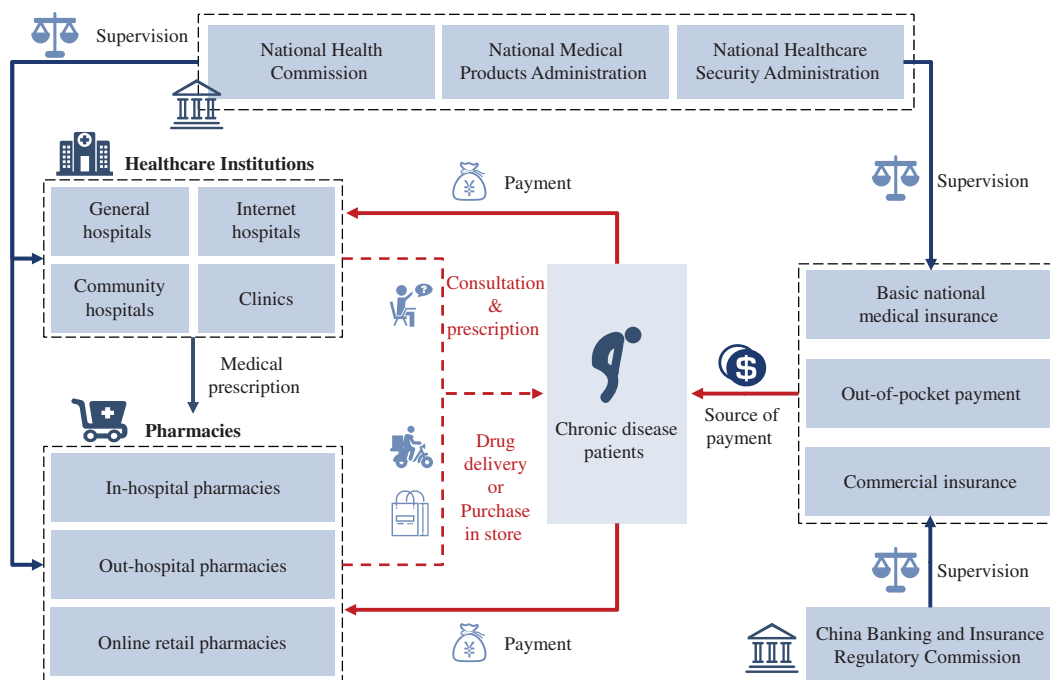 Supervision
National Health
Commission
National Medical
Products Administration
National Healthcare
Security Administration
Healthcare Institutions
General
hospitals
Internet
hospitals
Community
hospitals
Clinics
Payment
¥
Supervision
Consultation
&
prescription
?
Medical
prescription
Pharmacies
In-hospital pharmacies
Out-hospital pharmacies
Online retail pharmacies
Drug
delivery
or
Purchase
in store
Chronic disease
patients
$
Source of
payment
Basic national
medical insurance
Out-of-pocket payment
Commercial insurance
Supervision
China Banking and Insurance
Regulatory Commission
¥
Payment